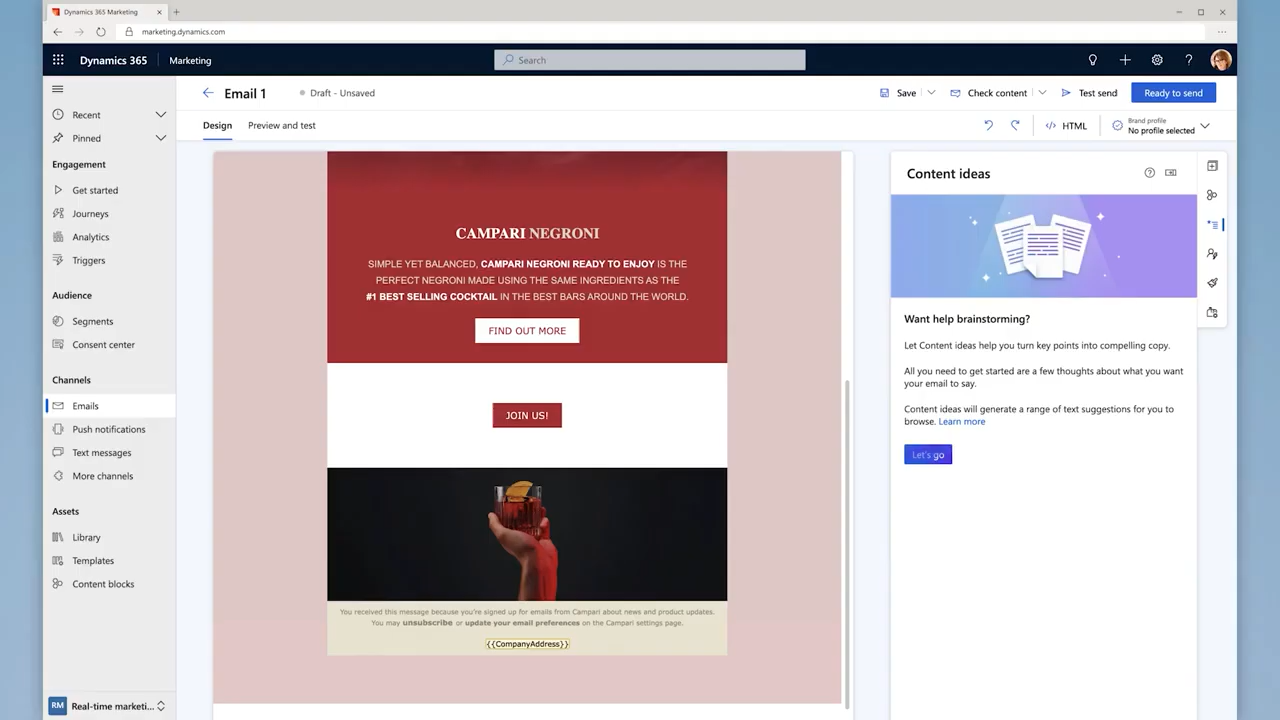 Dynamics 365 Marketing
marketing.dynamics.com
Dynamics 365
Marketing
Search
Email 1
Draft - Unsaved
Save
Check content
Test send
Ready to send
Design
Preview and test
HTML
Brand profile
No profile selected
Recent
Pinned
Engagement
Get started
Journeys
Analytics
Triggers
Audience
Segments
Consent center
Channels
Emails
Push notifications
Text messages
More channels
Assets
Library
Templates
Content blocks
RM
Real-time marketi...
CAMPARI NEGRONI
SIMPLE YET BALANCED, CAMPARI NEGRONI READY TO ENJOY IS THE
PERFECT NEGRONI MADE USING THE SAME INGREDIENTS AS THE
#1 BEST SELLING COCKTAIL IN THE BEST BARS AROUND THE WORLD.
FIND OUT MORE
JOIN US!
You received this message because you're signed up for emails from Campari about news and product updates.
You may unsubscribe or update your email preferences on the Campari settings page.
{{CompanyAddress}}
Content ideas
Want help brainstorming?
Let Content ideas help you turn key points into compelling copy.
All you need to get started are a few thoughts about what you want
your email to say.
Content ideas will generate a range of text suggestions for you to
browse. Learn more
Let's go